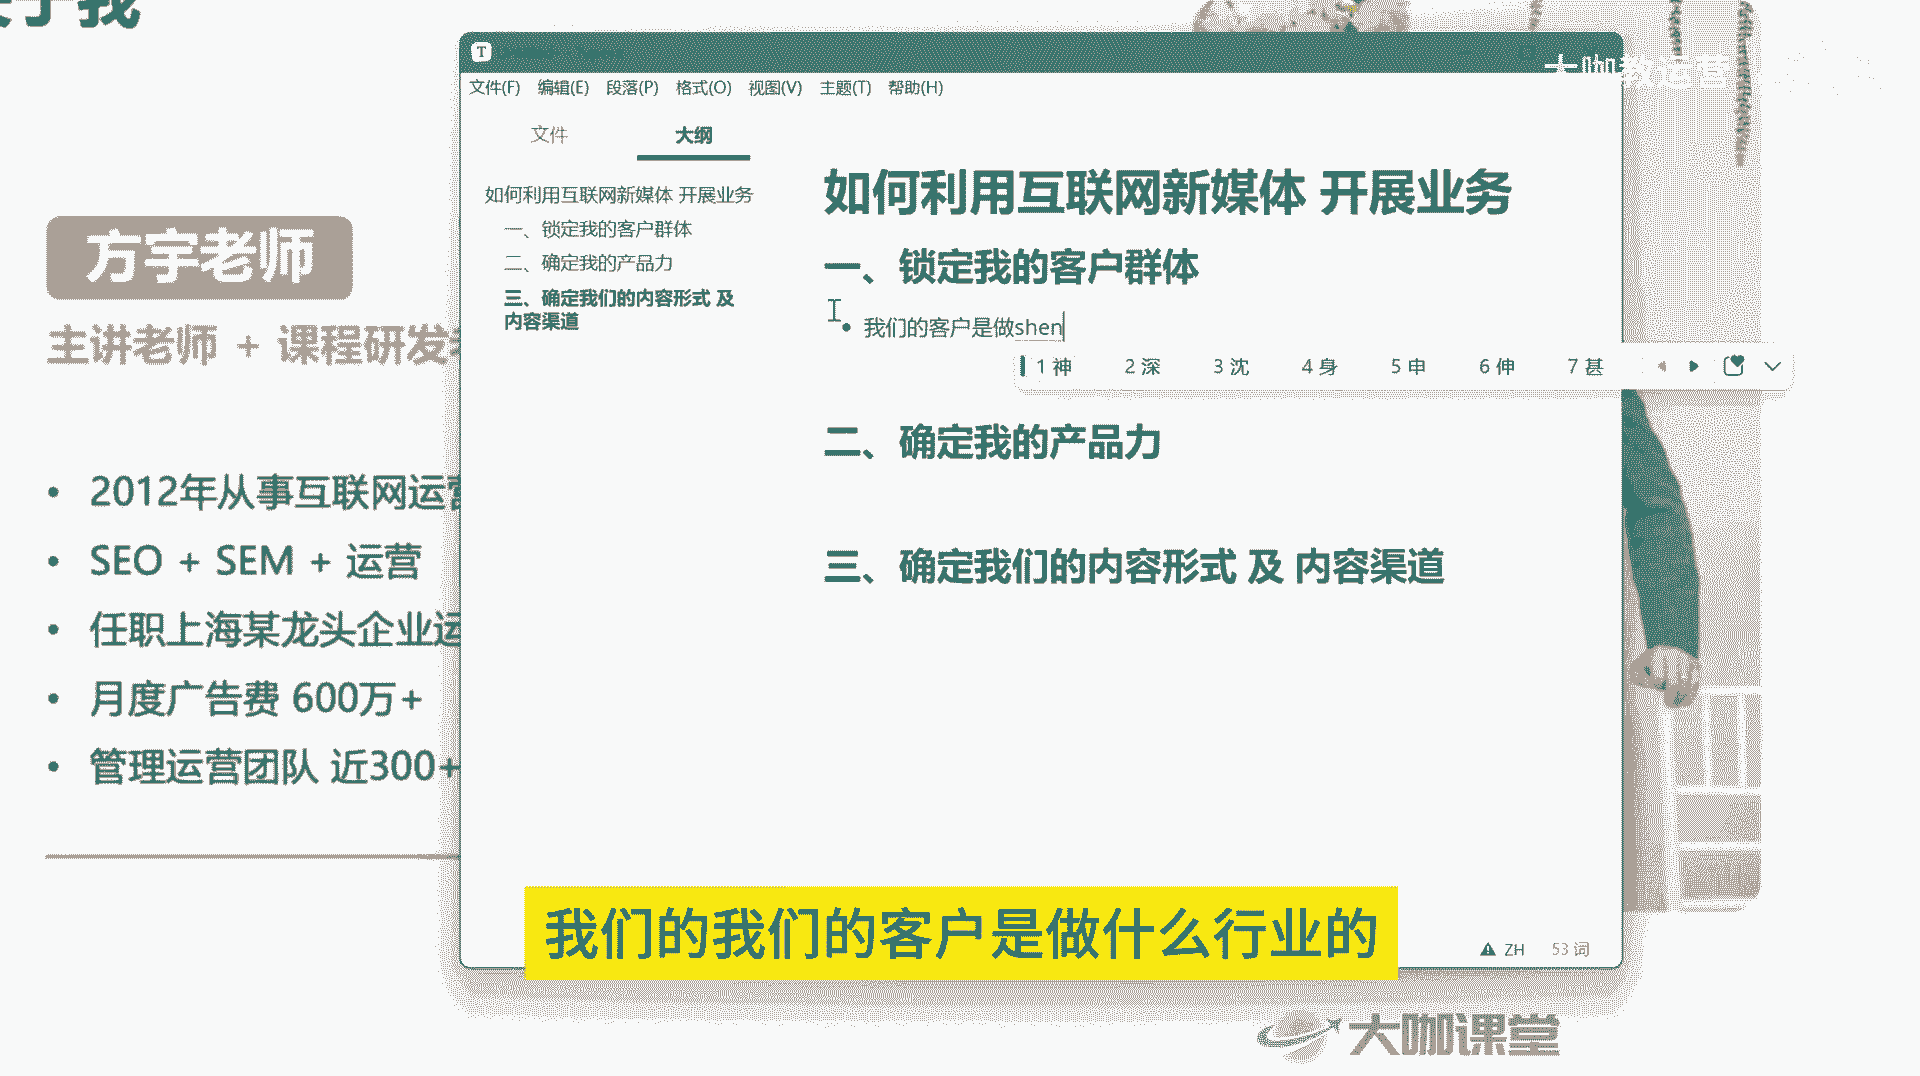 于我
方宇老师
主讲老师 + 课程研发
2012年从事互联网运营
SEO + SEM + 运营
任职上海某龙头企业运
月度广告费 600万+
管理运营团队 近300+
T
大咖教运营
文件(F) 编辑(E) 段落(P) 格式(O) 视图(V) 主题(T) 帮助(H)
文件 大纲
如何利用互联网新媒体 开展业务
一、锁定我的客户群体
二、确定我的产品力
三、确定我们的内容形式 及
内容渠道
如何利用互联网新媒体 开展业务
一、锁定我的客户群体
我们的客户是做shen
1 神 2 深 3 沈 4 身 5 申 6 伸 7 甚
二、确定我的产品力
三、确定我们的内容形式 及 内容渠道
ZH 53 词
我们的我们的客户是做什么行业的
大咖课堂